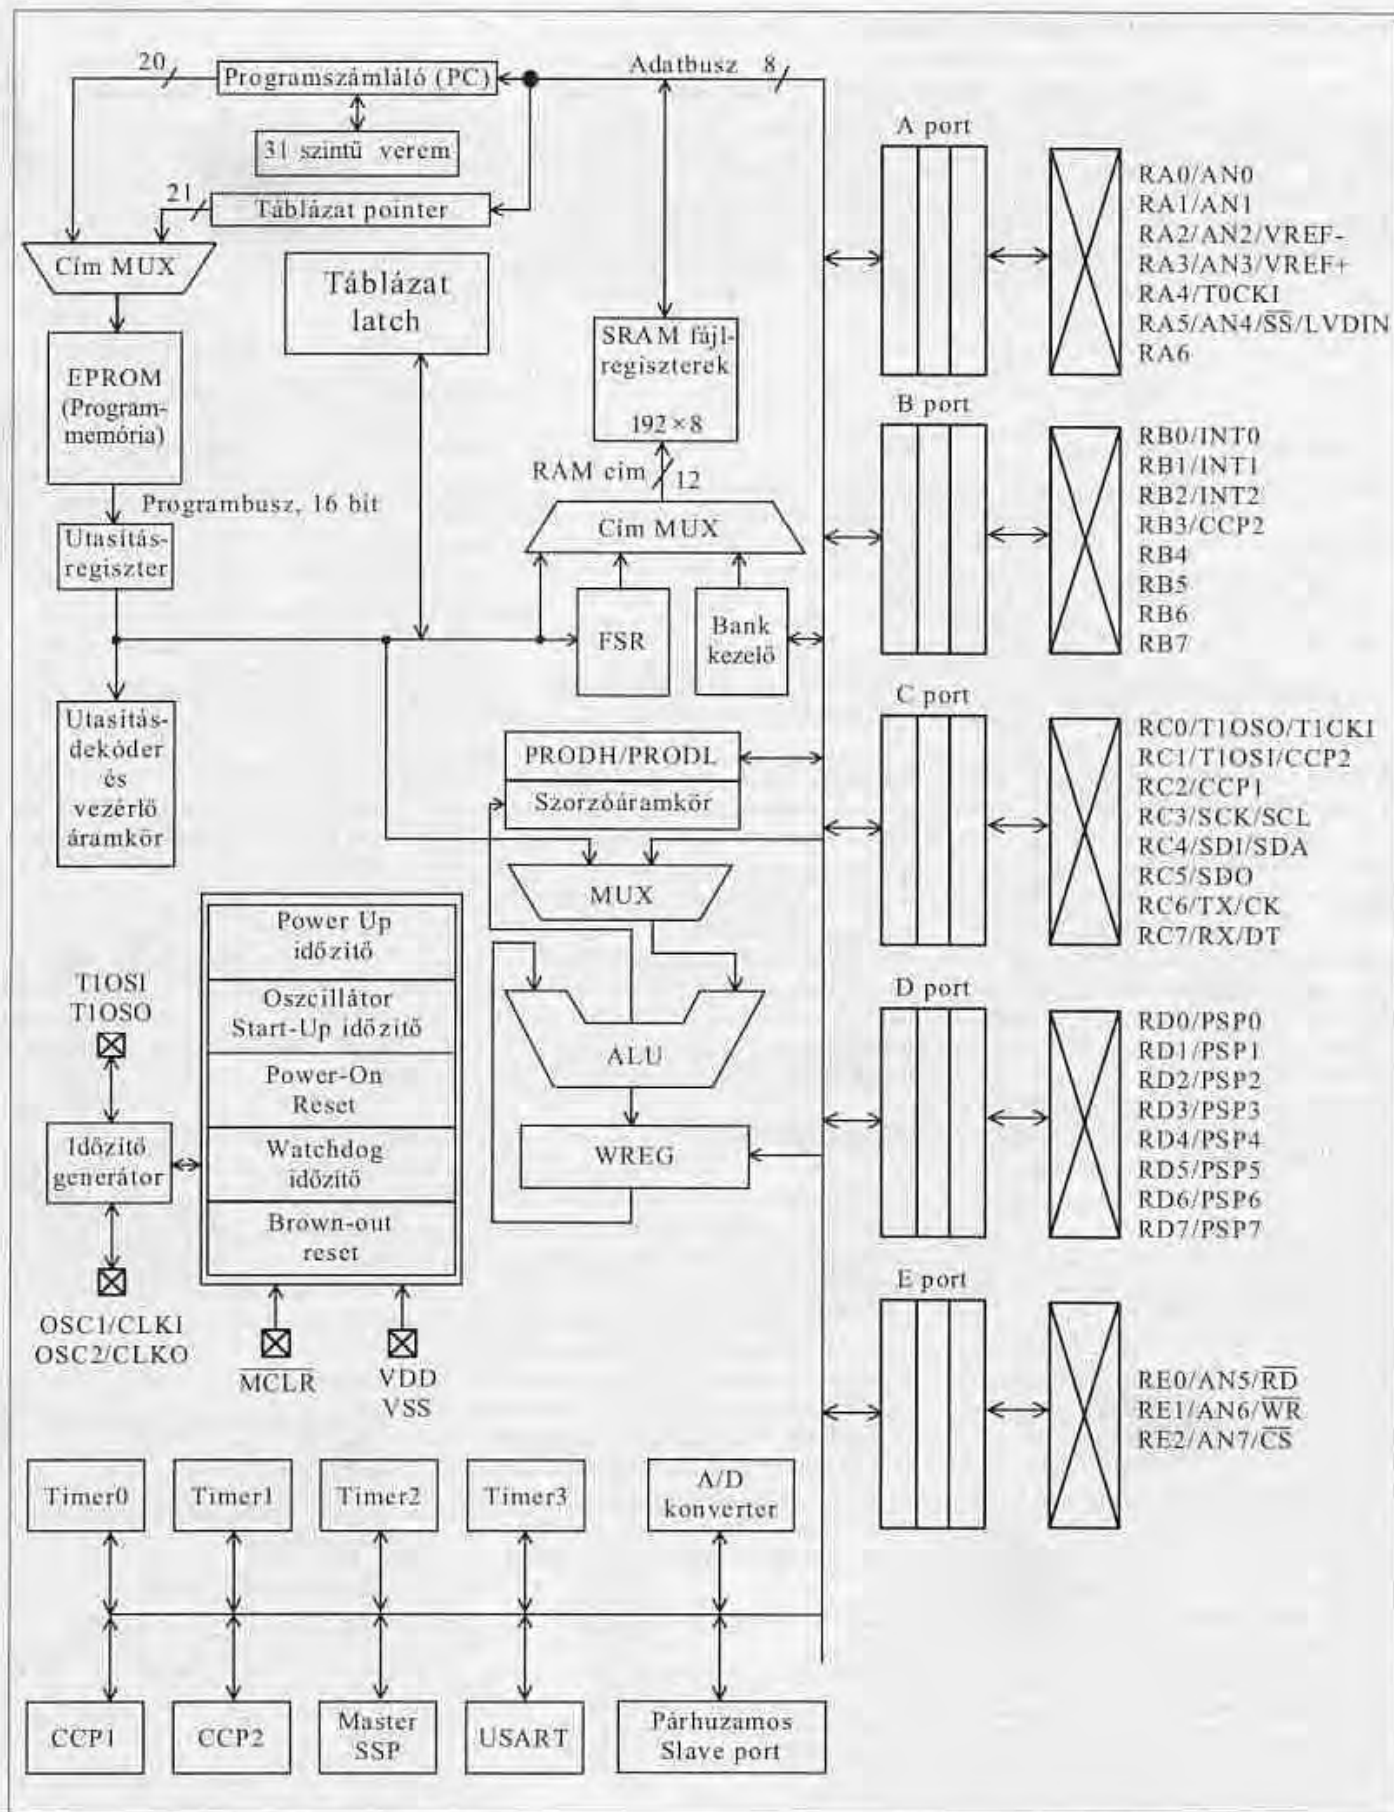 20
Programszámláló (PC)
Adatbusz 8
31 szintű verem
21
Táblázat pointer
Cím MUX
Táblázat
latch
EPROM
(Program-
memória)
SRAM fájl-
regiszterek
192×8
RAM cím
12
Programbusz, 16 bit
Cím MUX
Utasítás-
regiszter
FSR
Bank
kezelő
Utasítás-
dekóder
és
vezérlő
áramkör
PRODH/PRODL
Szorzóáramkör
MUX
ALU
WREG
Power Up
időzítő
Oszcillátor
Start-Up időzítő
Power-On
Reset
Watchdog
időzítő
Brown-out
reset
T1OSI
T1OSO
Időzítő
generátor
OSC1/CLKI
OSC2/CLKO
MCLR
VDD
VSS
Timer0
Timer1
Timer2
Timer3
A/D
konverter
CCP1
CCP2
Master
SSP
USART
Párhuzamos
Slave port
A port
RA0/AN0
RA1/AN1
RA2/AN2/VREF-
RA3/AN3/VREF+
RA4/T0CKI
RA5/AN4/SS/LVDIN
RA6
B port
RB0/INT0
RB1/INT1
RB2/INT2
RB3/CCP2
RB4
RB5
RB6
RB7
C port
RC0/T1OSO/T1CKI
RC1/T1OSI/CCP2
RC2/CCP1
RC3/SCK/SCL
RC4/SDI/SDA
RC5/SDO
RC6/TX/CK
RC7/RX/DT
D port
RD0/PSP0
RD1/PSP1
RD2/PSP2
RD3/PSP3
RD4/PSP4
RD5/PSP5
RD6/PSP6
RD7/PSP7
E port
RE0/AN5/RD
RE1/AN6/WR
RE2/AN7/CS